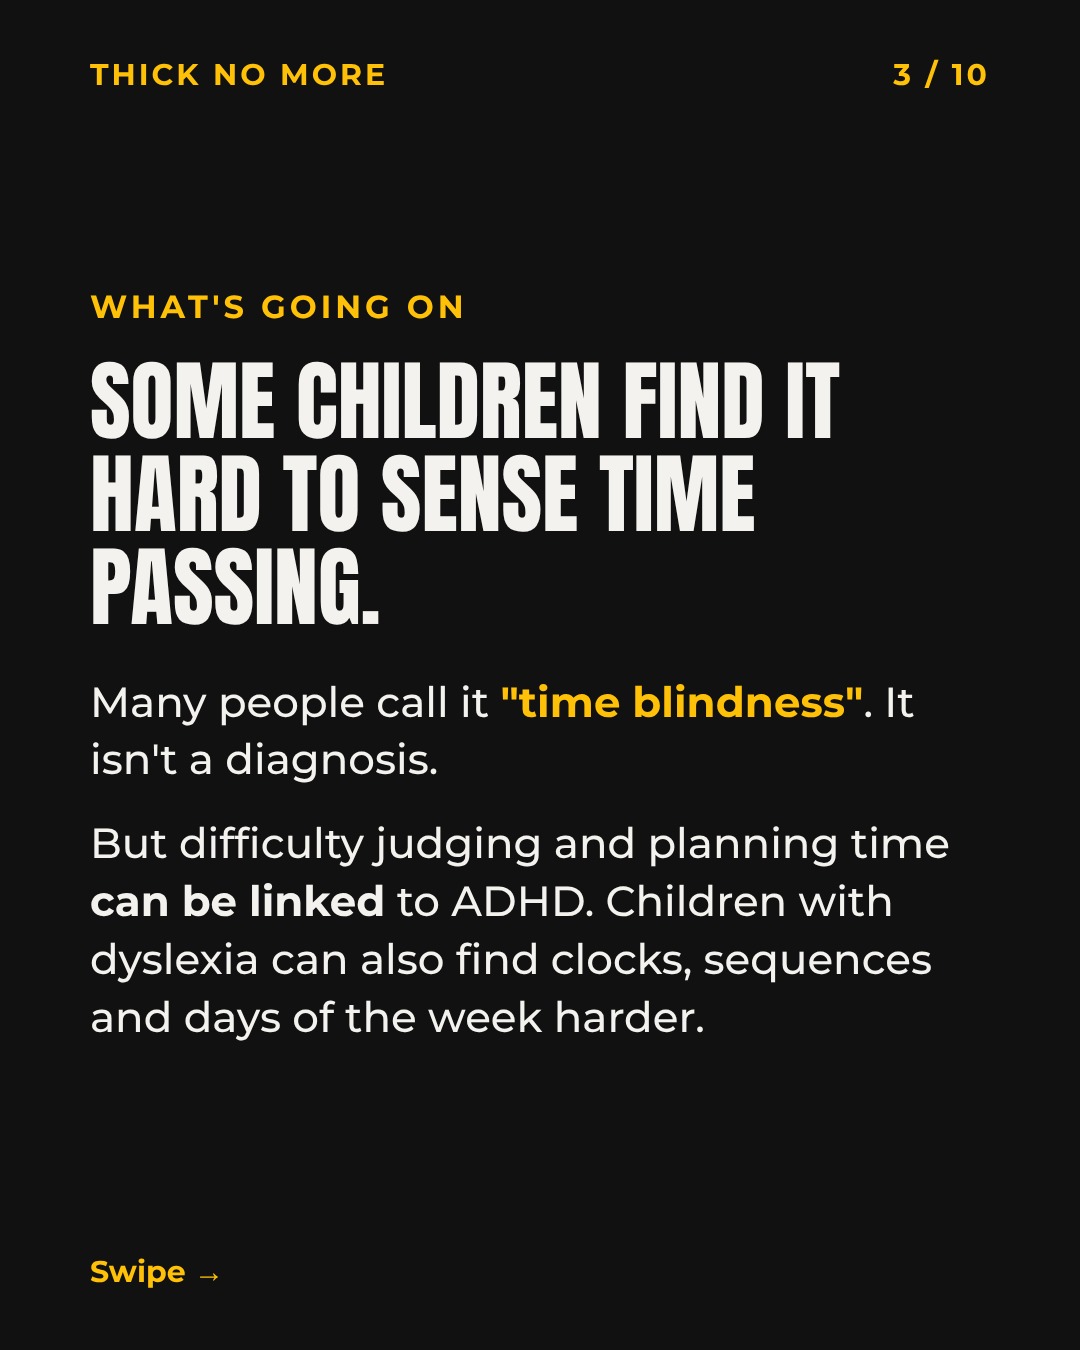 THICK NO MORE
3 / 10
WHAT'S GOING ON
SOME CHILDREN FIND IT
HARD TO SENSE TIME
PASSING.
Many people call it "time blindness". It
isn't a diagnosis.
But difficulty judging and planning time
can be linked to ADHD. Children with
dyslexia can also find clocks, sequences
and days of the week harder.
Swipe →